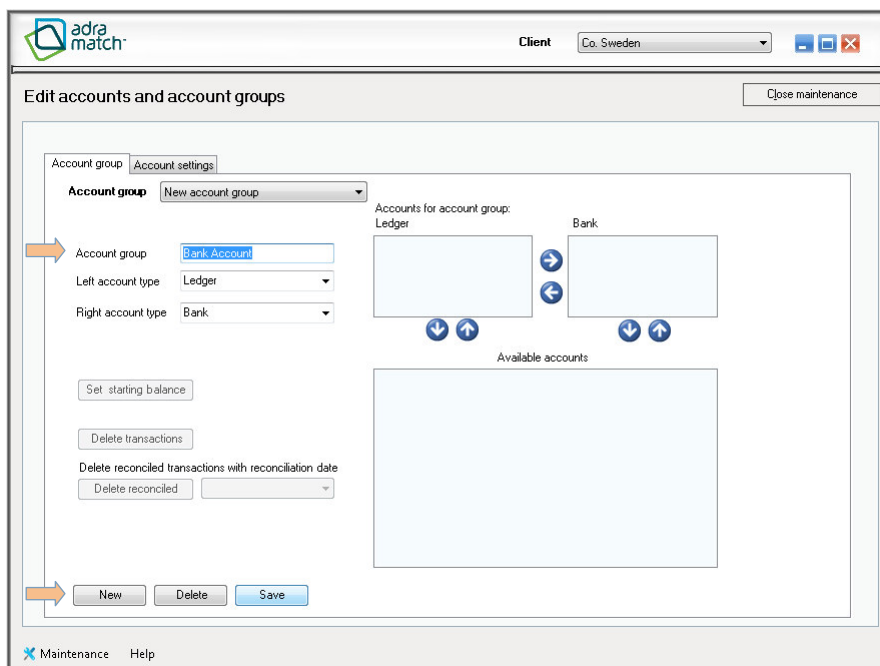 adra
match
Client
Co. Sweden
Edit accounts and account groups
Close maintenance
Account group
Account settings
Account group
New account group
Accounts for account group:
Ledger
Bank
Account group
Bank Account
Left account type
Ledger
Right account type
Bank
Available accounts
Set starting balance
Delete transactions
Delete reconciled transactions with reconciliation date
Delete reconciled
New
Delete
Save
Maintenance
Help